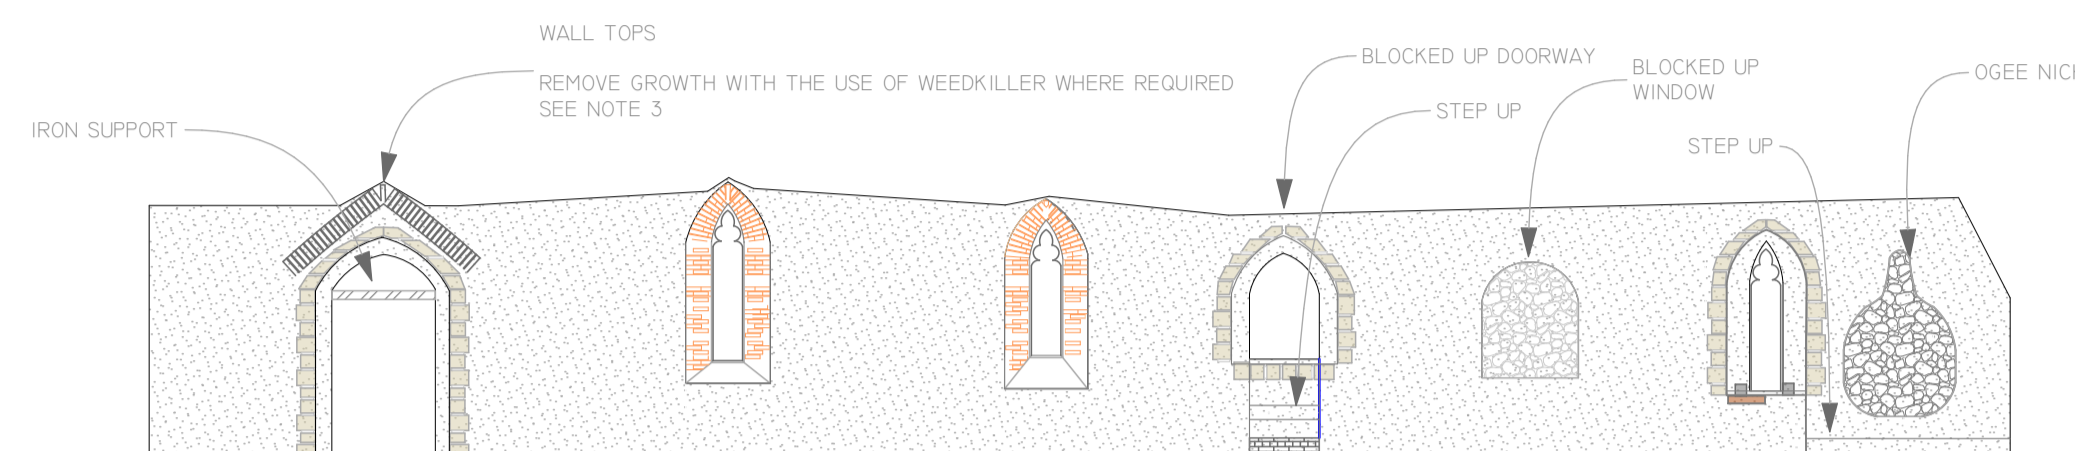 WALL TOPS
REMOVE GROWTH WITH THE USE OF WEEDKILLER WHERE REQUIRED
SEE NOTE 3
IRON SUPPORT
BLOCKED UP DOORWAY
STEP UP
BLOCKED UP
WINDOW
STEP UP
OGEE